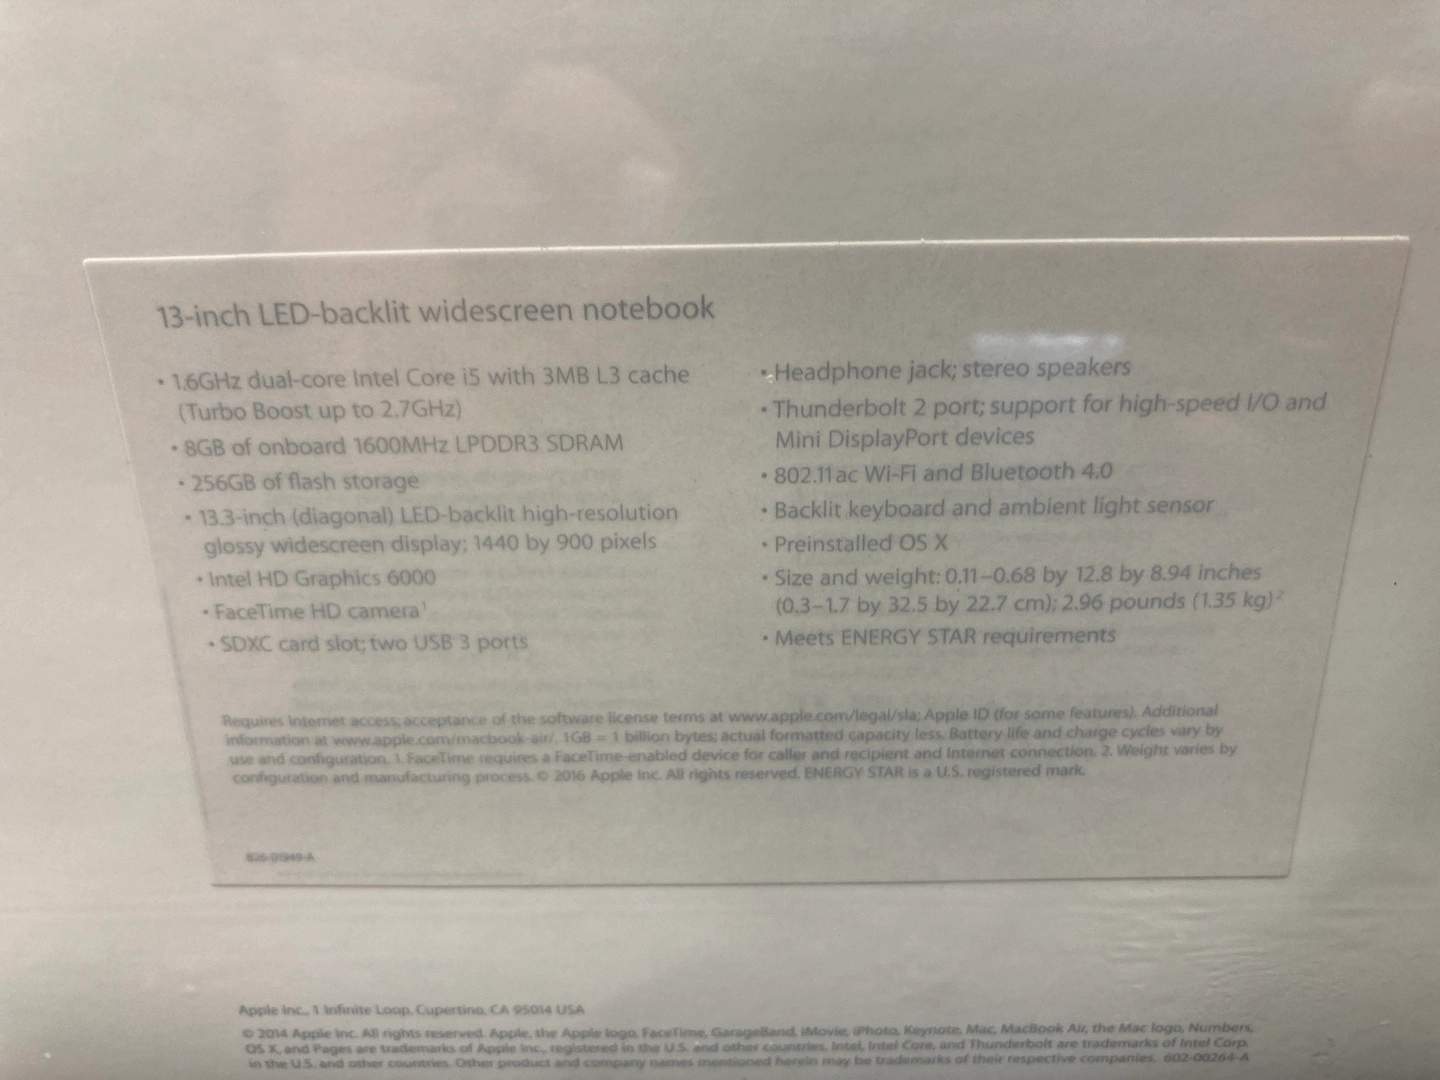 13-inch LED-backlit widescreen notebook
• 1.6GHz dual-core Intel Core i5 with 3MB L3 cache
(Turbo Boost up to 2.7GHz)
• 8GB of onboard 1600MHz LPDDR3 SDRAM
• 256GB of flash storage
• 13.3-inch (diagonal) LED-backlit high-resolution
glossy widescreen display; 1440 by 900 pixels
• Intel HD Graphics 6000
• FaceTime HD camera¹
• SDXC card slot; two USB 3 ports
• Headphone jack; stereo speakers
• Thunderbolt 2 port; support for high-speed I/O and
Mini DisplayPort devices
• 802.11ac Wi-Fi and Bluetooth 4.0
• Backlit keyboard and ambient light sensor
• Preinstalled OS X
• Size and weight: 0.11–0.68 by 12.8 by 8.94 inches
(0.3–1.7 by 32.5 by 22.7 cm); 2.96 pounds (1.35 kg)²
• Meets ENERGY STAR requirements
Requires Internet access; acceptance of the software license terms at www.apple.com/legal/sla; Apple ID (for some features). Additional
information at www.apple.com/macbook-air/. 1GB = 1 billion bytes; actual formatted capacity less. Battery life and charge cycles vary by
use and configuration. 1. FaceTime requires a FaceTime-enabled device for caller and recipient and Internet connection. 2. Weight varies by
configuration and manufacturing process. © 2016 Apple Inc. All rights reserved. ENERGY STAR is a U.S. registered mark.
826-01949-A
Apple Inc., 1 Infinite Loop, Cupertino, CA 95014 USA
© 2014 Apple Inc. All rights reserved. Apple, the Apple logo, FaceTime, GarageBand, iMovie, iPhoto, Keynote, Mac, MacBook Air, the Mac logo, Numbers,
OS X, and Pages are trademarks of Apple Inc., registered in the U.S. and other countries. Intel, Intel Core, and Thunderbolt are trademarks of Intel Corp.
in the U.S. and other countries. Other product and company names mentioned herein may be trademarks of their respective companies. 602-00264-A